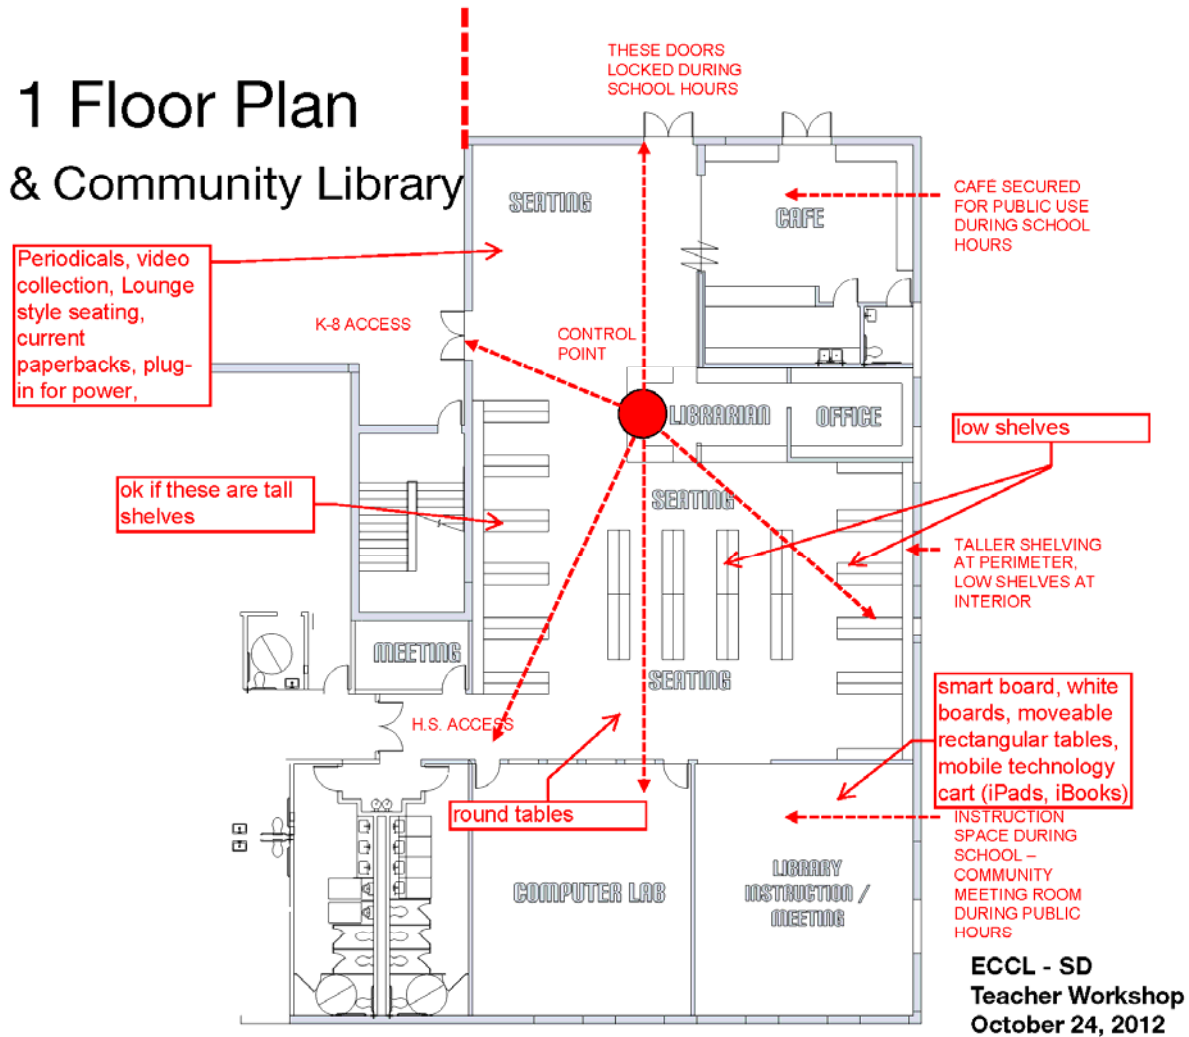 THESE DOORS
LOCKED DURING
SCHOOL HOURS
1 Floor Plan
& Community Library
SEATING
CAFE
CAFÉ SECURED
FOR PUBLIC USE
DURING SCHOOL
HOURS
Periodicals, video
collection, Lounge
style seating,
current
paperbacks, plug-
in for power,
K-8 ACCESS
CONTROL
POINT
LIBRARIAN
OFFICE
low shelves
ok if these are tall
shelves
SEATING
TALLER SHELVING
AT PERIMETER,
LOW SHELVES AT
INTERIOR
MEETING
SEATING
H.S. ACCESS
smart board, white
boards, moveable
rectangular tables,
mobile technology
cart (iPads, iBooks)
round tables
INSTRUCTION
SPACE DURING
SCHOOL –
COMMUNITY
MEETING ROOM
DURING PUBLIC
HOURS
COMPUTER LAB
LIBRARY
INSTRUCTION /
MEETING
ECCL - SD
Teacher Workshop
October 24, 2012